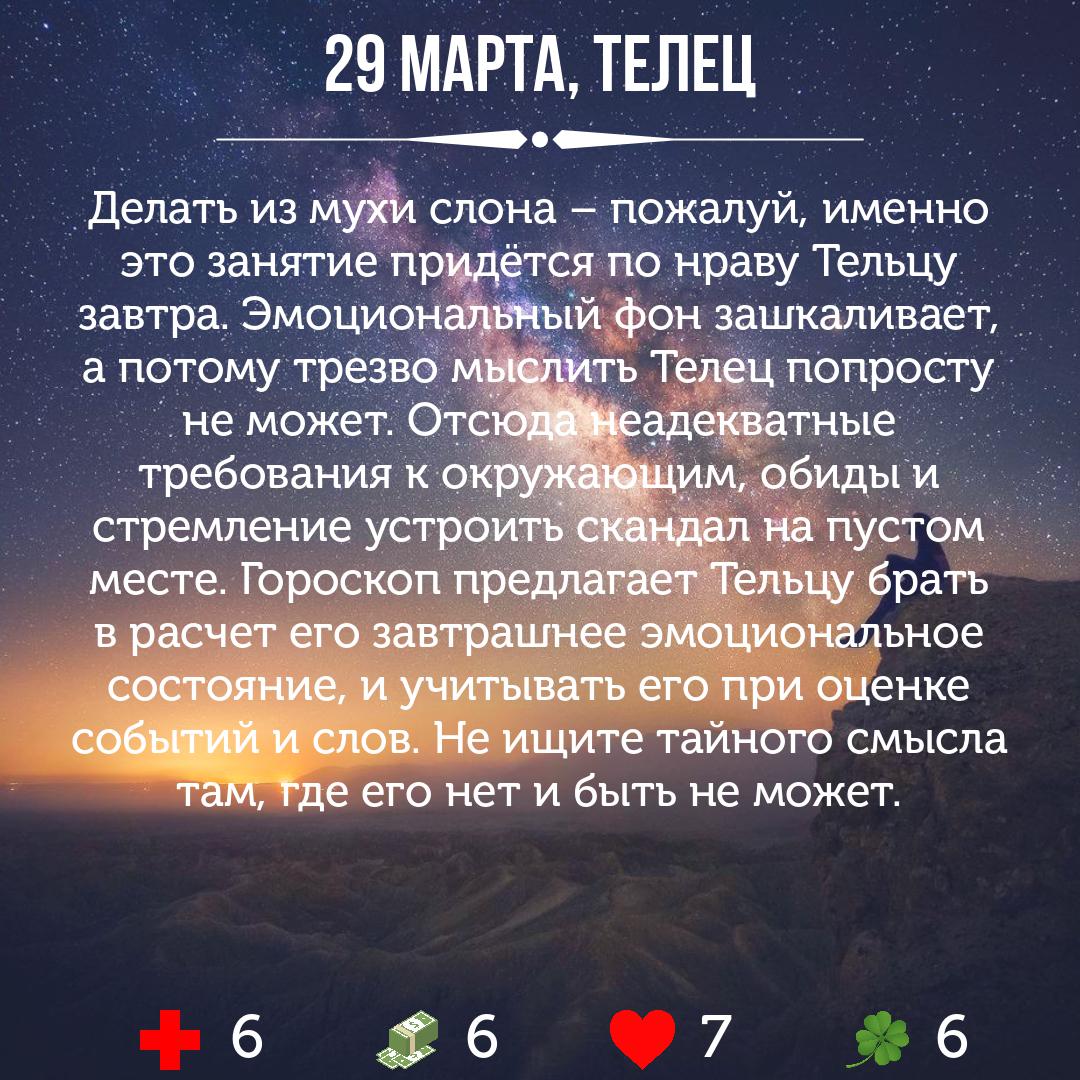 29 МАРТА, ТЕЛЕЦ
Делать из мухи слона – пожалуй, именно
это занятие придётся по нраву Тельцу
завтра. Эмоциональный фон зашкаливает,
а потому трезво мыслить Телец попросту
не может. Отсюда неадекватные
требования к окружающим, обиды и
стремление устроить скандал на пустом
месте. Гороскоп предлагает Тельцу брать
в расчет его завтрашнее эмоциональное
состояние, и учитывать его при оценке
событий и слов. Не ищите тайного смысла
там, где его нет и быть не может.
6 6 7 6